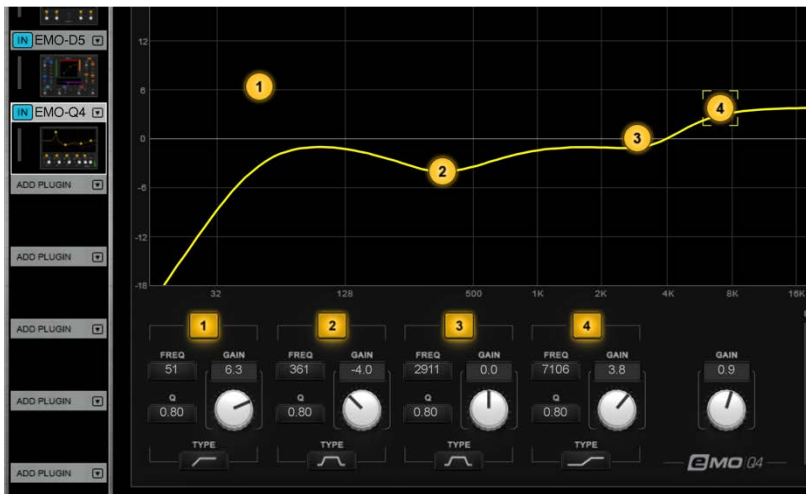 IN EMO-D5
IN EMO-Q4
ADD PLUGIN
ADD PLUGIN
ADD PLUGIN
ADD PLUGIN
ADD PLUGIN
12
6
0
-6
-12
-18
1
2
3
4
32 128 500 1K 2K 4K 8K 16K
1 2 3 4
FREQ GAIN FREQ GAIN FREQ GAIN FREQ GAIN GAIN
51 6.3 361 -4.0 2911 0.0 7106 3.8 0.9
Q Q Q Q
0.80 0.80 0.80 0.80
TYPE TYPE TYPE TYPE
eMO Q4